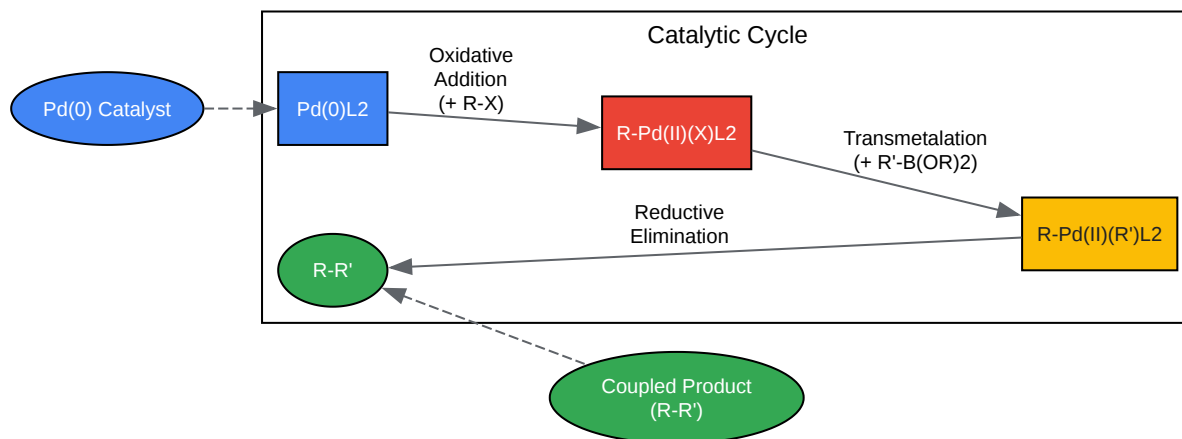 Catalytic Cycle
Oxidative
Addition
(+ R-X)
Pd(0) Catalyst
Pd(0)L2
R-Pd(II)(X)L2
Transmetalation
(+ R'-B(OR)2)
Reductive
Elimination
R-Pd(II)(R')L2
R-R'
Coupled Product
(R-R')